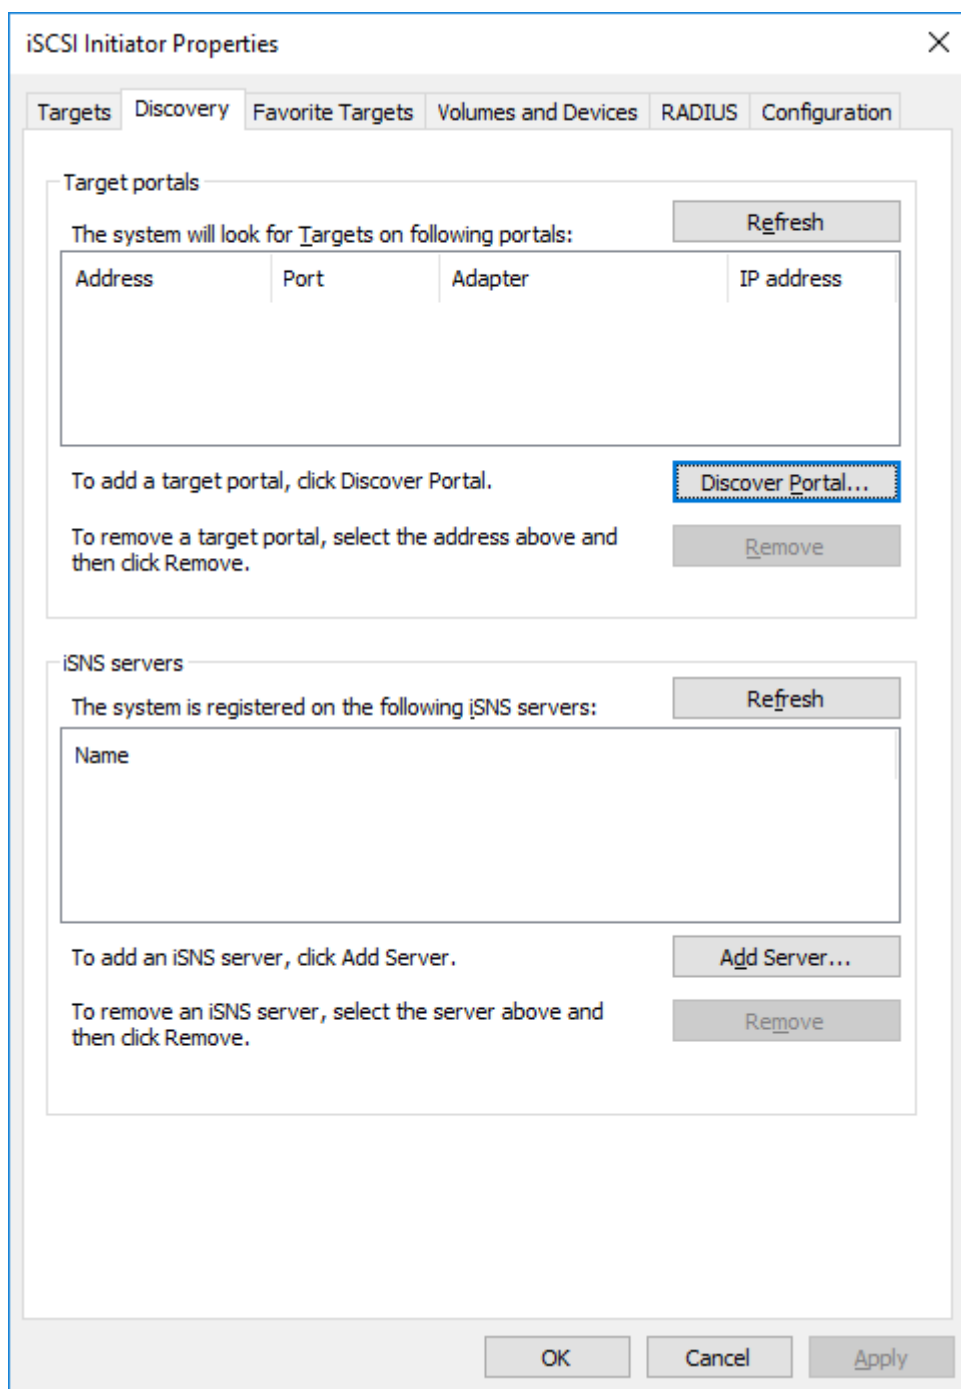 iSCSI Initiator Properties
Targets Discovery Favorite Targets Volumes and Devices RADIUS Configuration
Target portals
The system will look for Targets on following portals: Refresh
Address Port Adapter IP address
To add a target portal, click Discover Portal. Discover Portal...
To remove a target portal, select the address above and
then click Remove.
Remove
iSNS servers
The system is registered on the following iSNS servers: Refresh
Name
To add an iSNS server, click Add Server. Add Server...
To remove an iSNS server, select the server above and
then click Remove.
Remove
OK Cancel Apply